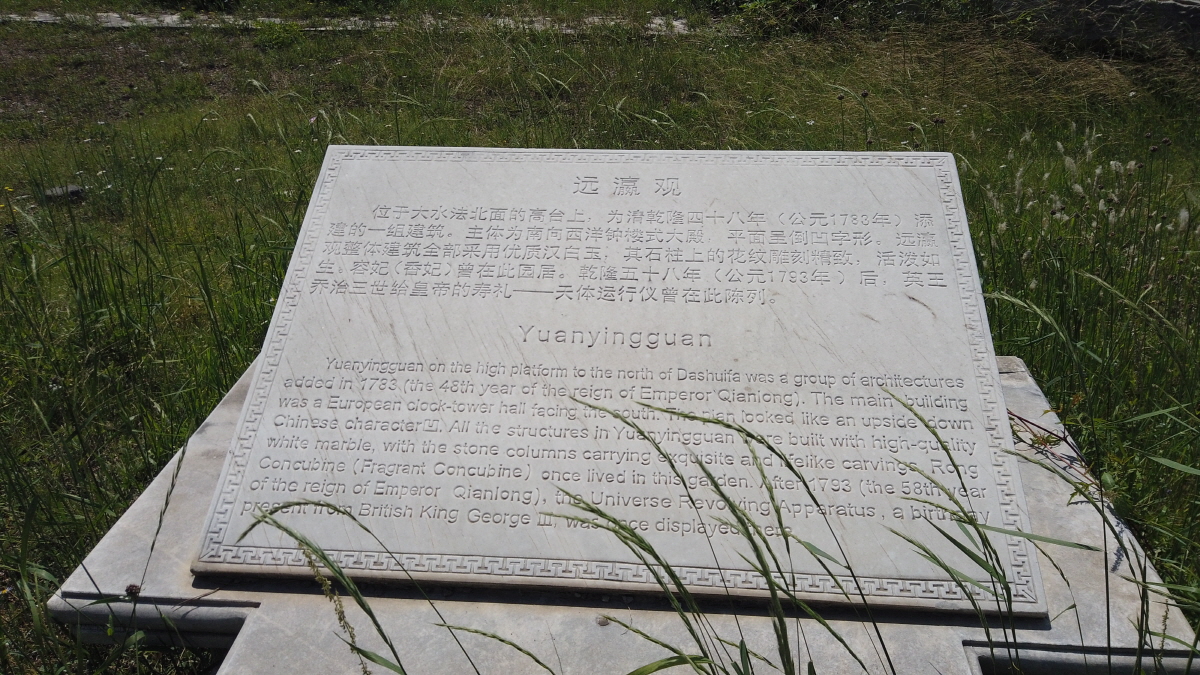 远瀛观
位于大水法北面的高台上，为清乾隆四十八年（公元1783年）添
建的一组建筑。主体为南向西洋钟楼式大殿，平面呈倒凹字形。远瀛
观整体建筑全部采用优质汉白玉，其石柱上的花纹雕刻精致，活泼如
生。容妃（香妃）曾在此园居。乾隆五十八年（公元1793年）后，英王
乔治三世给皇帝的寿礼——天体运行仪曾在此陈列。
Yuanyingguan
Yuanyingguan on the high platform to the north of Dashuifa was a group of architectures
added in 1783 (the 48th year of the reign of Emperor Qianlong). The main building
was a European clock-tower hall facing the south. The plan looked like an upside down
Chinese character凹. All the structures in Yuanyingguan were built with high-quality
white marble, with the stone columns carrying exquisite and lifelike carvings. Rong
Concubine (Fragrant Concubine) once lived in this garden. After 1793 (the 58th year
of the reign of Emperor Qianlong), the Universe Revolving Apparatus, a birthday
present from British King George III, was once displayed here.